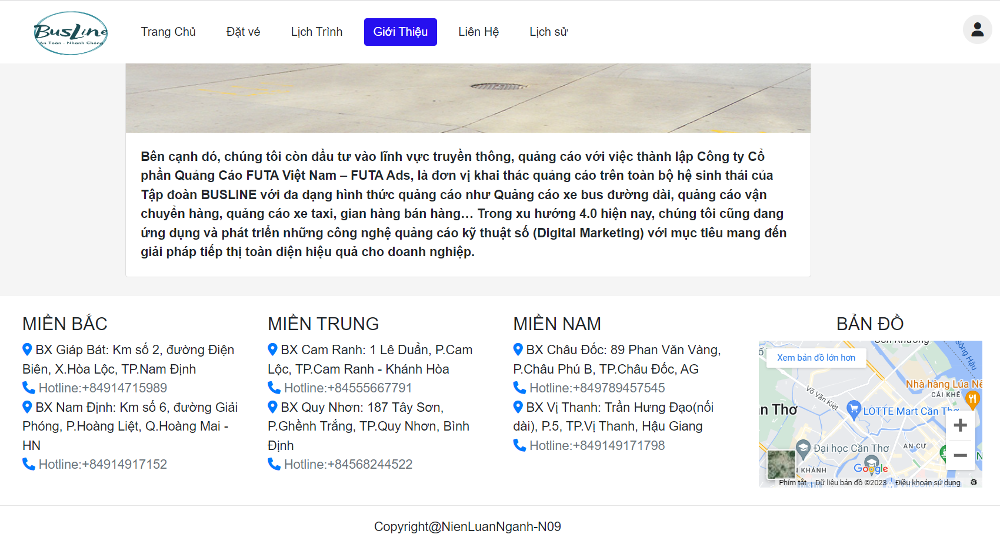 BusLine
An Toàn - Nhanh Chóng
Trang Chủ
Đặt vé
Lịch Trình
Giới Thiệu
Liên Hệ
Lịch sử
Bên cạnh đó, chúng tôi còn đầu tư vào lĩnh vực truyền thông, quảng cáo với việc thành lập Công ty Cổ
phần Quảng Cáo FUTA Việt Nam – FUTA Ads, là đơn vị khai thác quảng cáo trên toàn bộ hệ sinh thái của
Tập đoàn BUSLINE với đa dạng hình thức quảng cáo như Quảng cáo xe bus đường dài, quảng cáo vận
chuyển hàng, quảng cáo xe taxi, gian hàng bán hàng… Trong xu hướng 4.0 hiện nay, chúng tôi cũng đang
ứng dụng và phát triển những công nghệ quảng cáo kỹ thuật số (Digital Marketing) với mục tiêu mang đến
giải pháp tiếp thị toàn diện hiệu quả cho doanh nghiệp.
MIỀN BẮC
BX Giáp Bát: Km số 2, đường Điện
Biên, X.Hòa Lộc, TP.Nam Định
Hotline:+84914715989
BX Nam Định: Km số 6, đường Giải
Phóng, P.Hoàng Liệt, Q.Hoàng Mai -
HN
Hotline:+84914917152
MIỀN TRUNG
BX Cam Ranh: 1 Lê Duẩn, P.Cam
Lộc, TP.Cam Ranh - Khánh Hòa
Hotline:+84555667791
BX Quy Nhơn: 187 Tây Sơn,
P.Ghềnh Trắng, TP.Quy Nhơn, Bình
Định
Hotline:+84568244522
MIỀN NAM
BX Châu Đốc: 89 Phan Văn Vàng,
P.Châu Phú B, TP.Châu Đốc, AG
Hotline:+849789457545
BX Vị Thanh: Trần Hưng Đạo(nối
dài), P.5, TP.Vị Thanh, Hậu Giang
Hotline:+849149171798
BẢN ĐỒ
Xem bản đồ lớn hơn
Sông Hậu
Nhà hàng Lúa Nế
CÁI KHẾ
Võ Văn Kiệt
n Thơ
LOTTE Mart Cần Thơ
Đại học Cần Thơ
AN CƯ
N KHÁNH
Google
Phím tắt
Dữ liệu bản đồ ©2023
Điều khoản sử dụng
Copyright@NienLuanNganh-N09